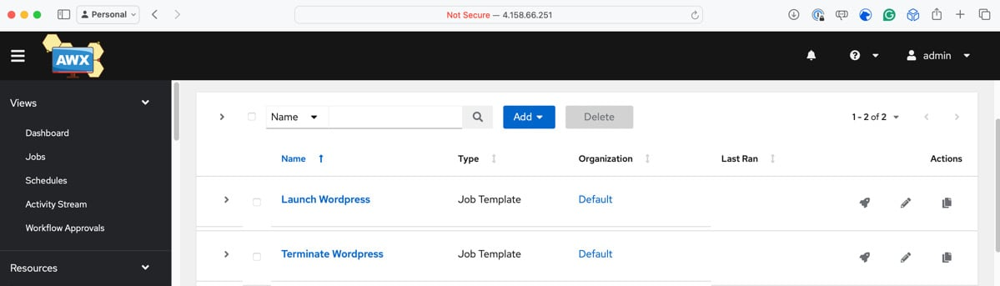 Personal
Not Secure — 4.158.66.251
AWX
admin
Views
Dashboard
Jobs
Schedules
Activity Stream
Workflow Approvals
Resources
Name
Add
Delete
1 - 2 of 2
Name Type Organization Last Ran Actions
Launch Wordpress Job Template Default
Terminate Wordpress Job Template Default